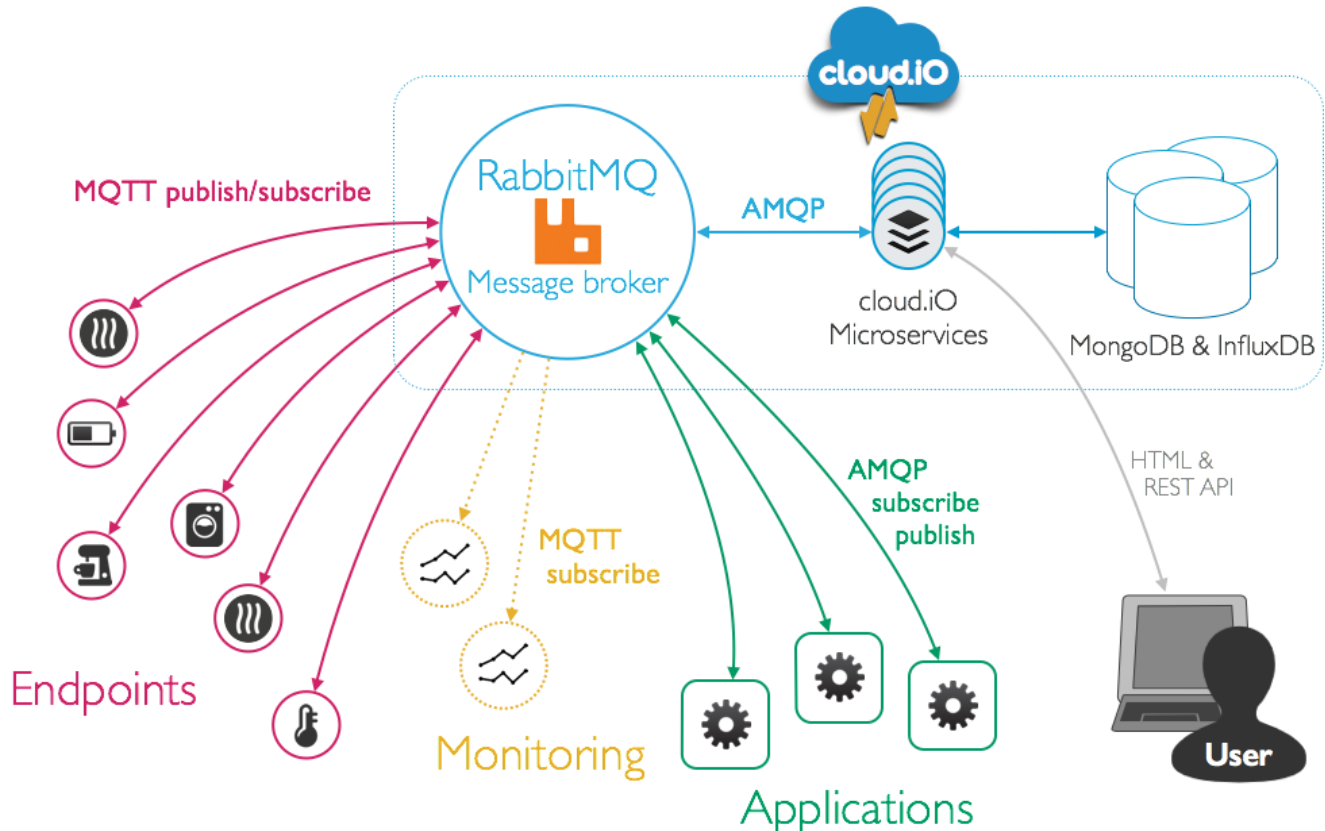 cloud.iO
RabbitMQ
Message broker
MQTT publish/subscribe
AMQP
cloud.iO
Microservices
MongoDB & InfluxDB
HTML &
REST API
AMQP
subscribe
publish
MQTT
subscribe
Endpoints
Monitoring
Applications
User